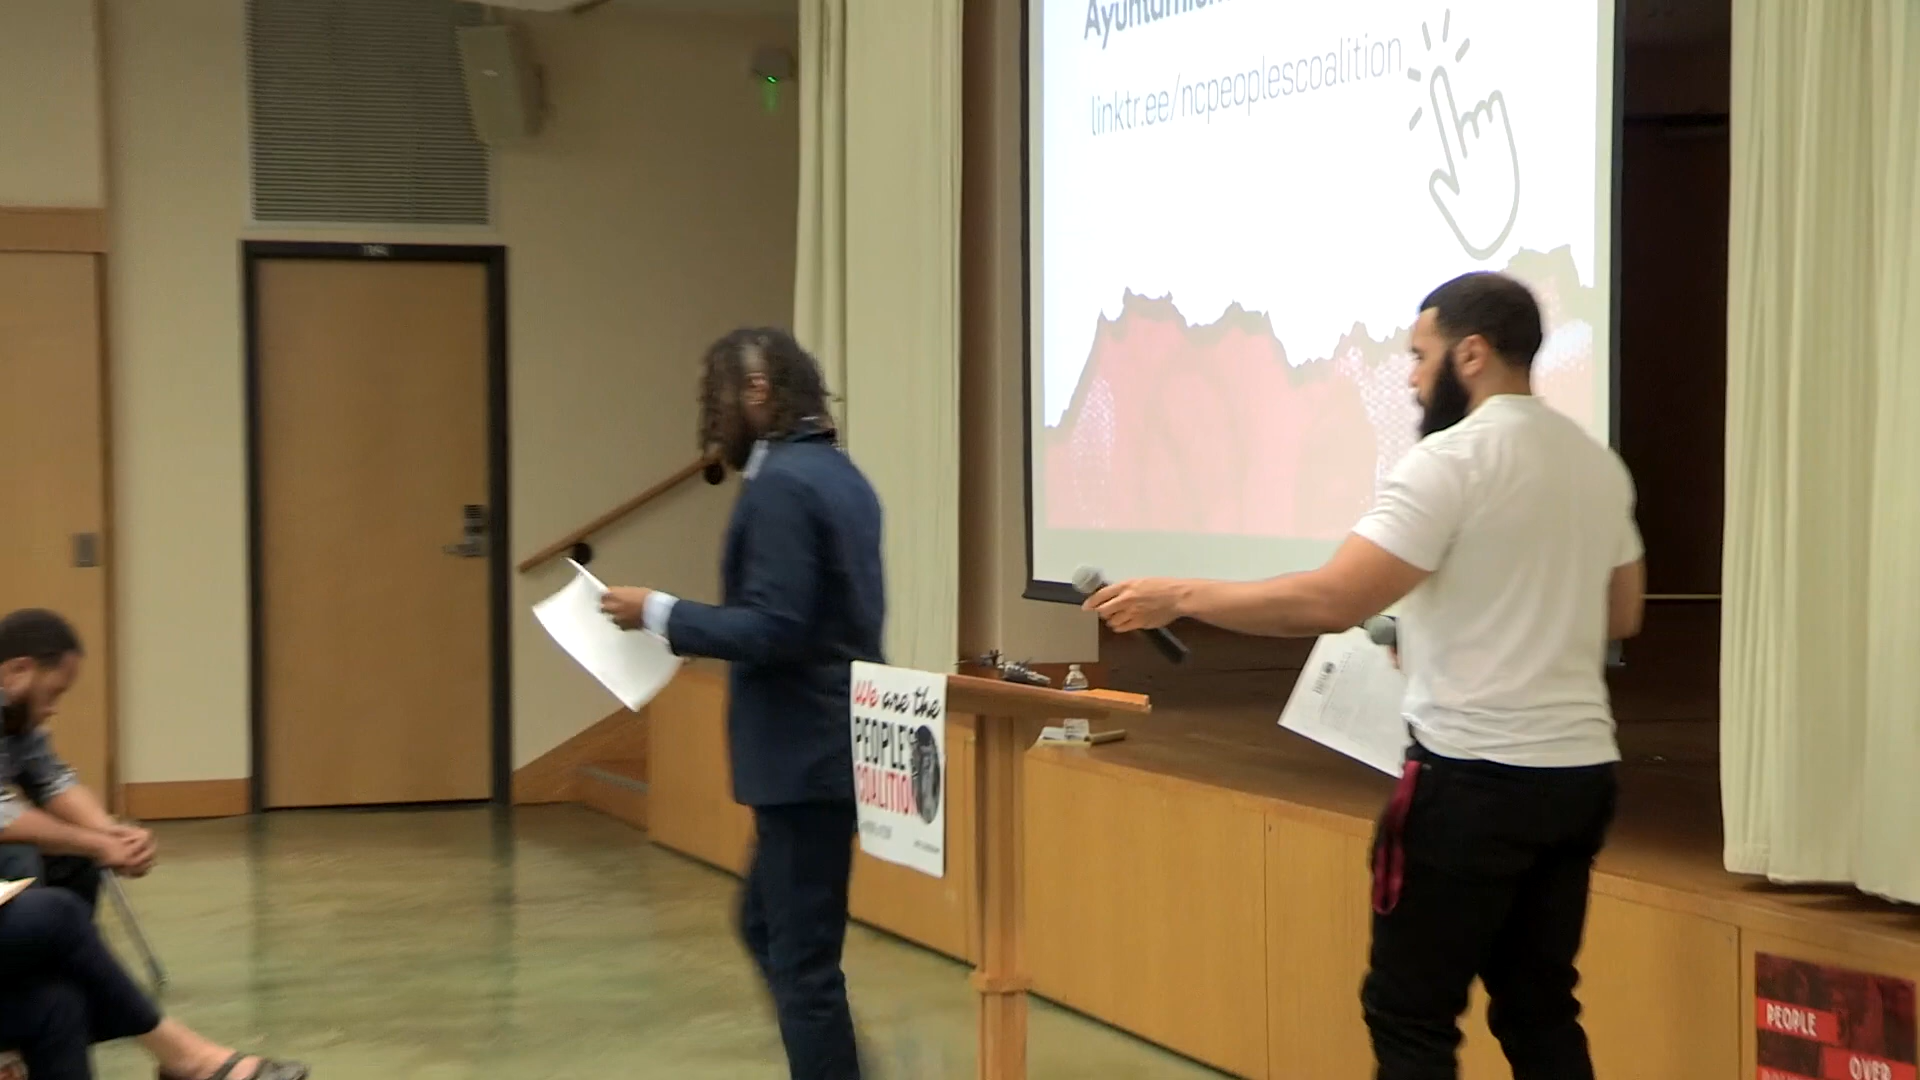 linktr.ee/ncpeoplescoalition
We are the
PEOPLE'S
COALITION
PEOPLE
OVER